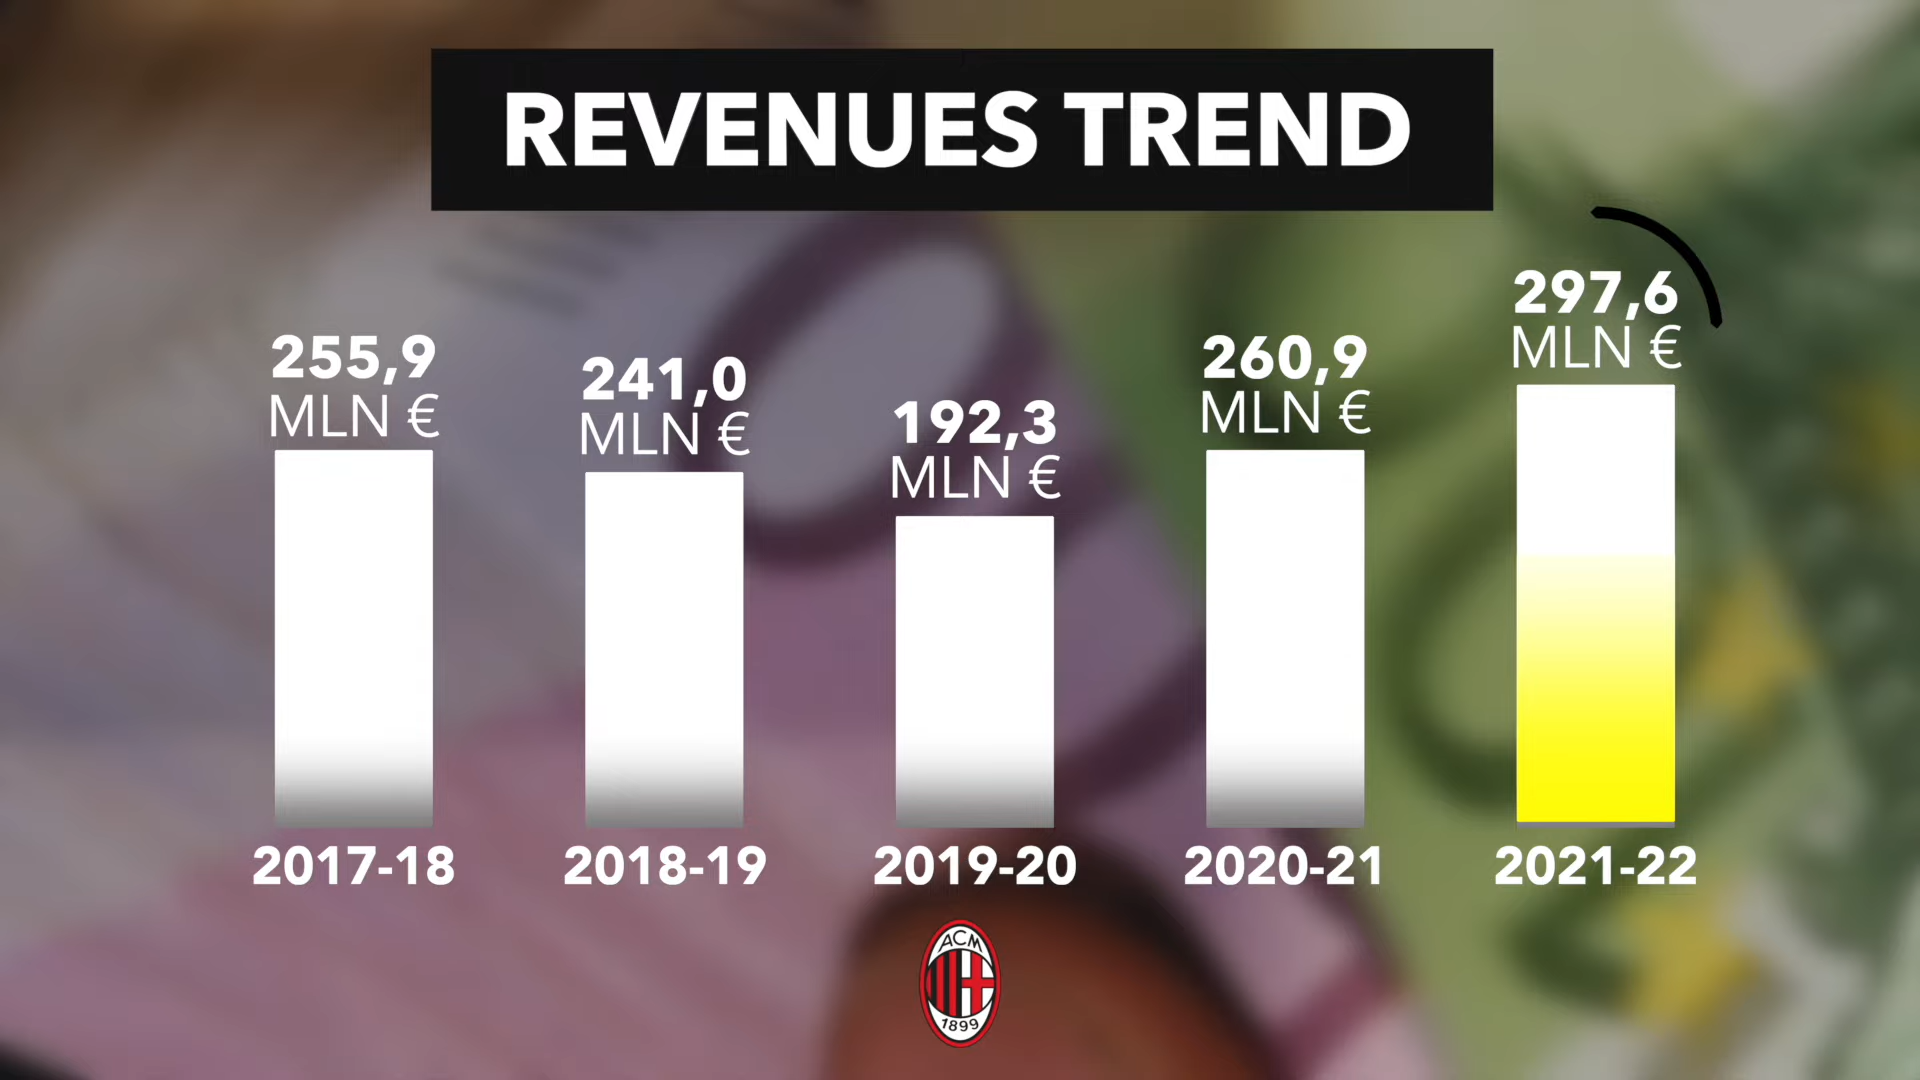 REVENUES TREND
255,9
MLN €
241,0
MLN €
192,3
MLN €
260,9
MLN €
297,6
MLN €
2017-18
2018-19
2019-20
2020-21
2021-22
ACM
1899